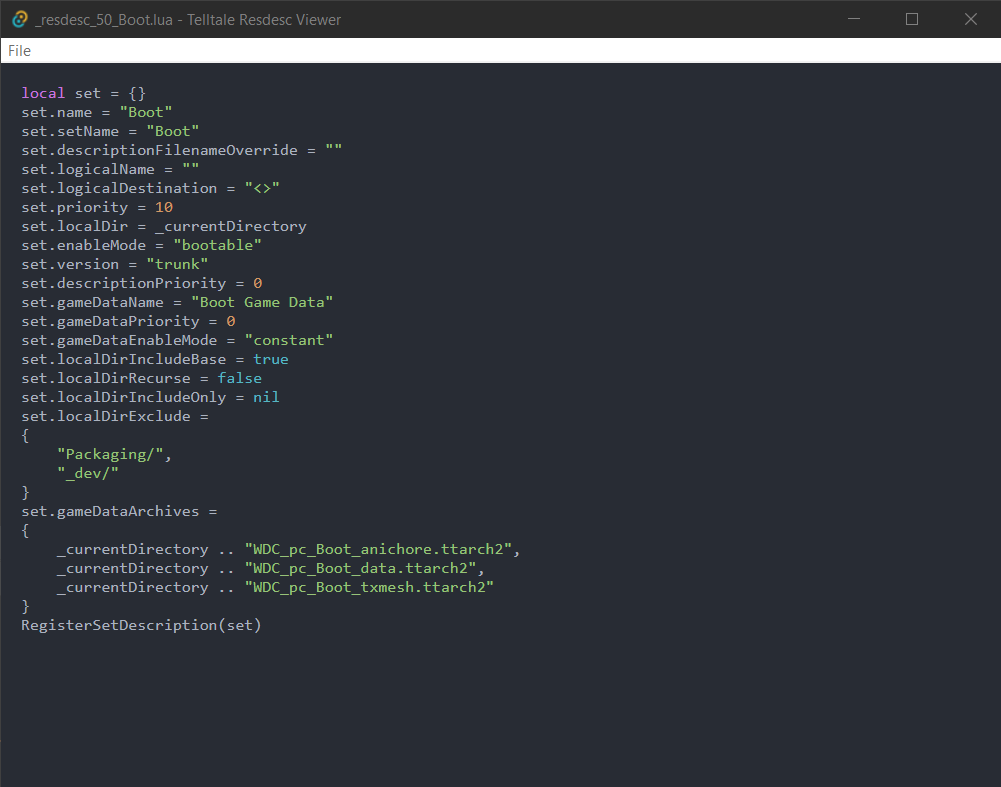 _resdesc_50_Boot.lua - Telltale Resdesc Viewer
File
local set = {}
set.name = "Boot"
set.setName = "Boot"
set.descriptionFilenameOverride = ""
set.logicalName = ""
set.logicalDestination = "<>"
set.priority = 10
set.localDir = _currentDirectory
set.enableMode = "bootable"
set.version = "trunk"
set.descriptionPriority = 0
set.gameDataName = "Boot Game Data"
set.gameDataPriority = 0
set.gameDataEnableMode = "constant"
set.localDirIncludeBase = true
set.localDirRecurse = false
set.localDirIncludeOnly = nil
set.localDirExclude =
{
    "Packaging/",
    "_dev/"
}
set.gameDataArchives =
{
    _currentDirectory .. "WDC_pc_Boot_anichore.ttarch2",
    _currentDirectory .. "WDC_pc_Boot_data.ttarch2",
    _currentDirectory .. "WDC_pc_Boot_txmesh.ttarch2"
}
RegisterSetDescription(set)